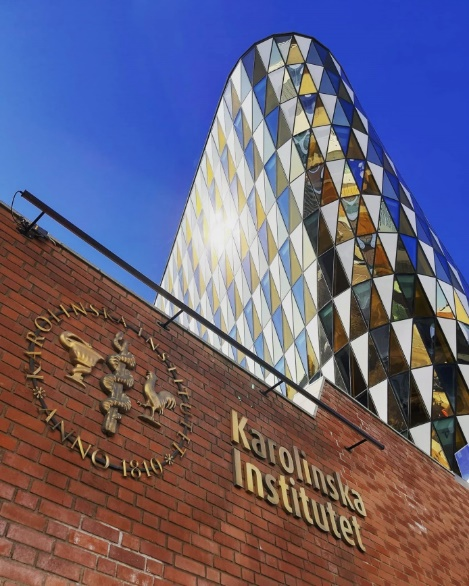 KAROLINSKA INSTITUTET
* ANNO 1810 *
Karolinska
Institutet